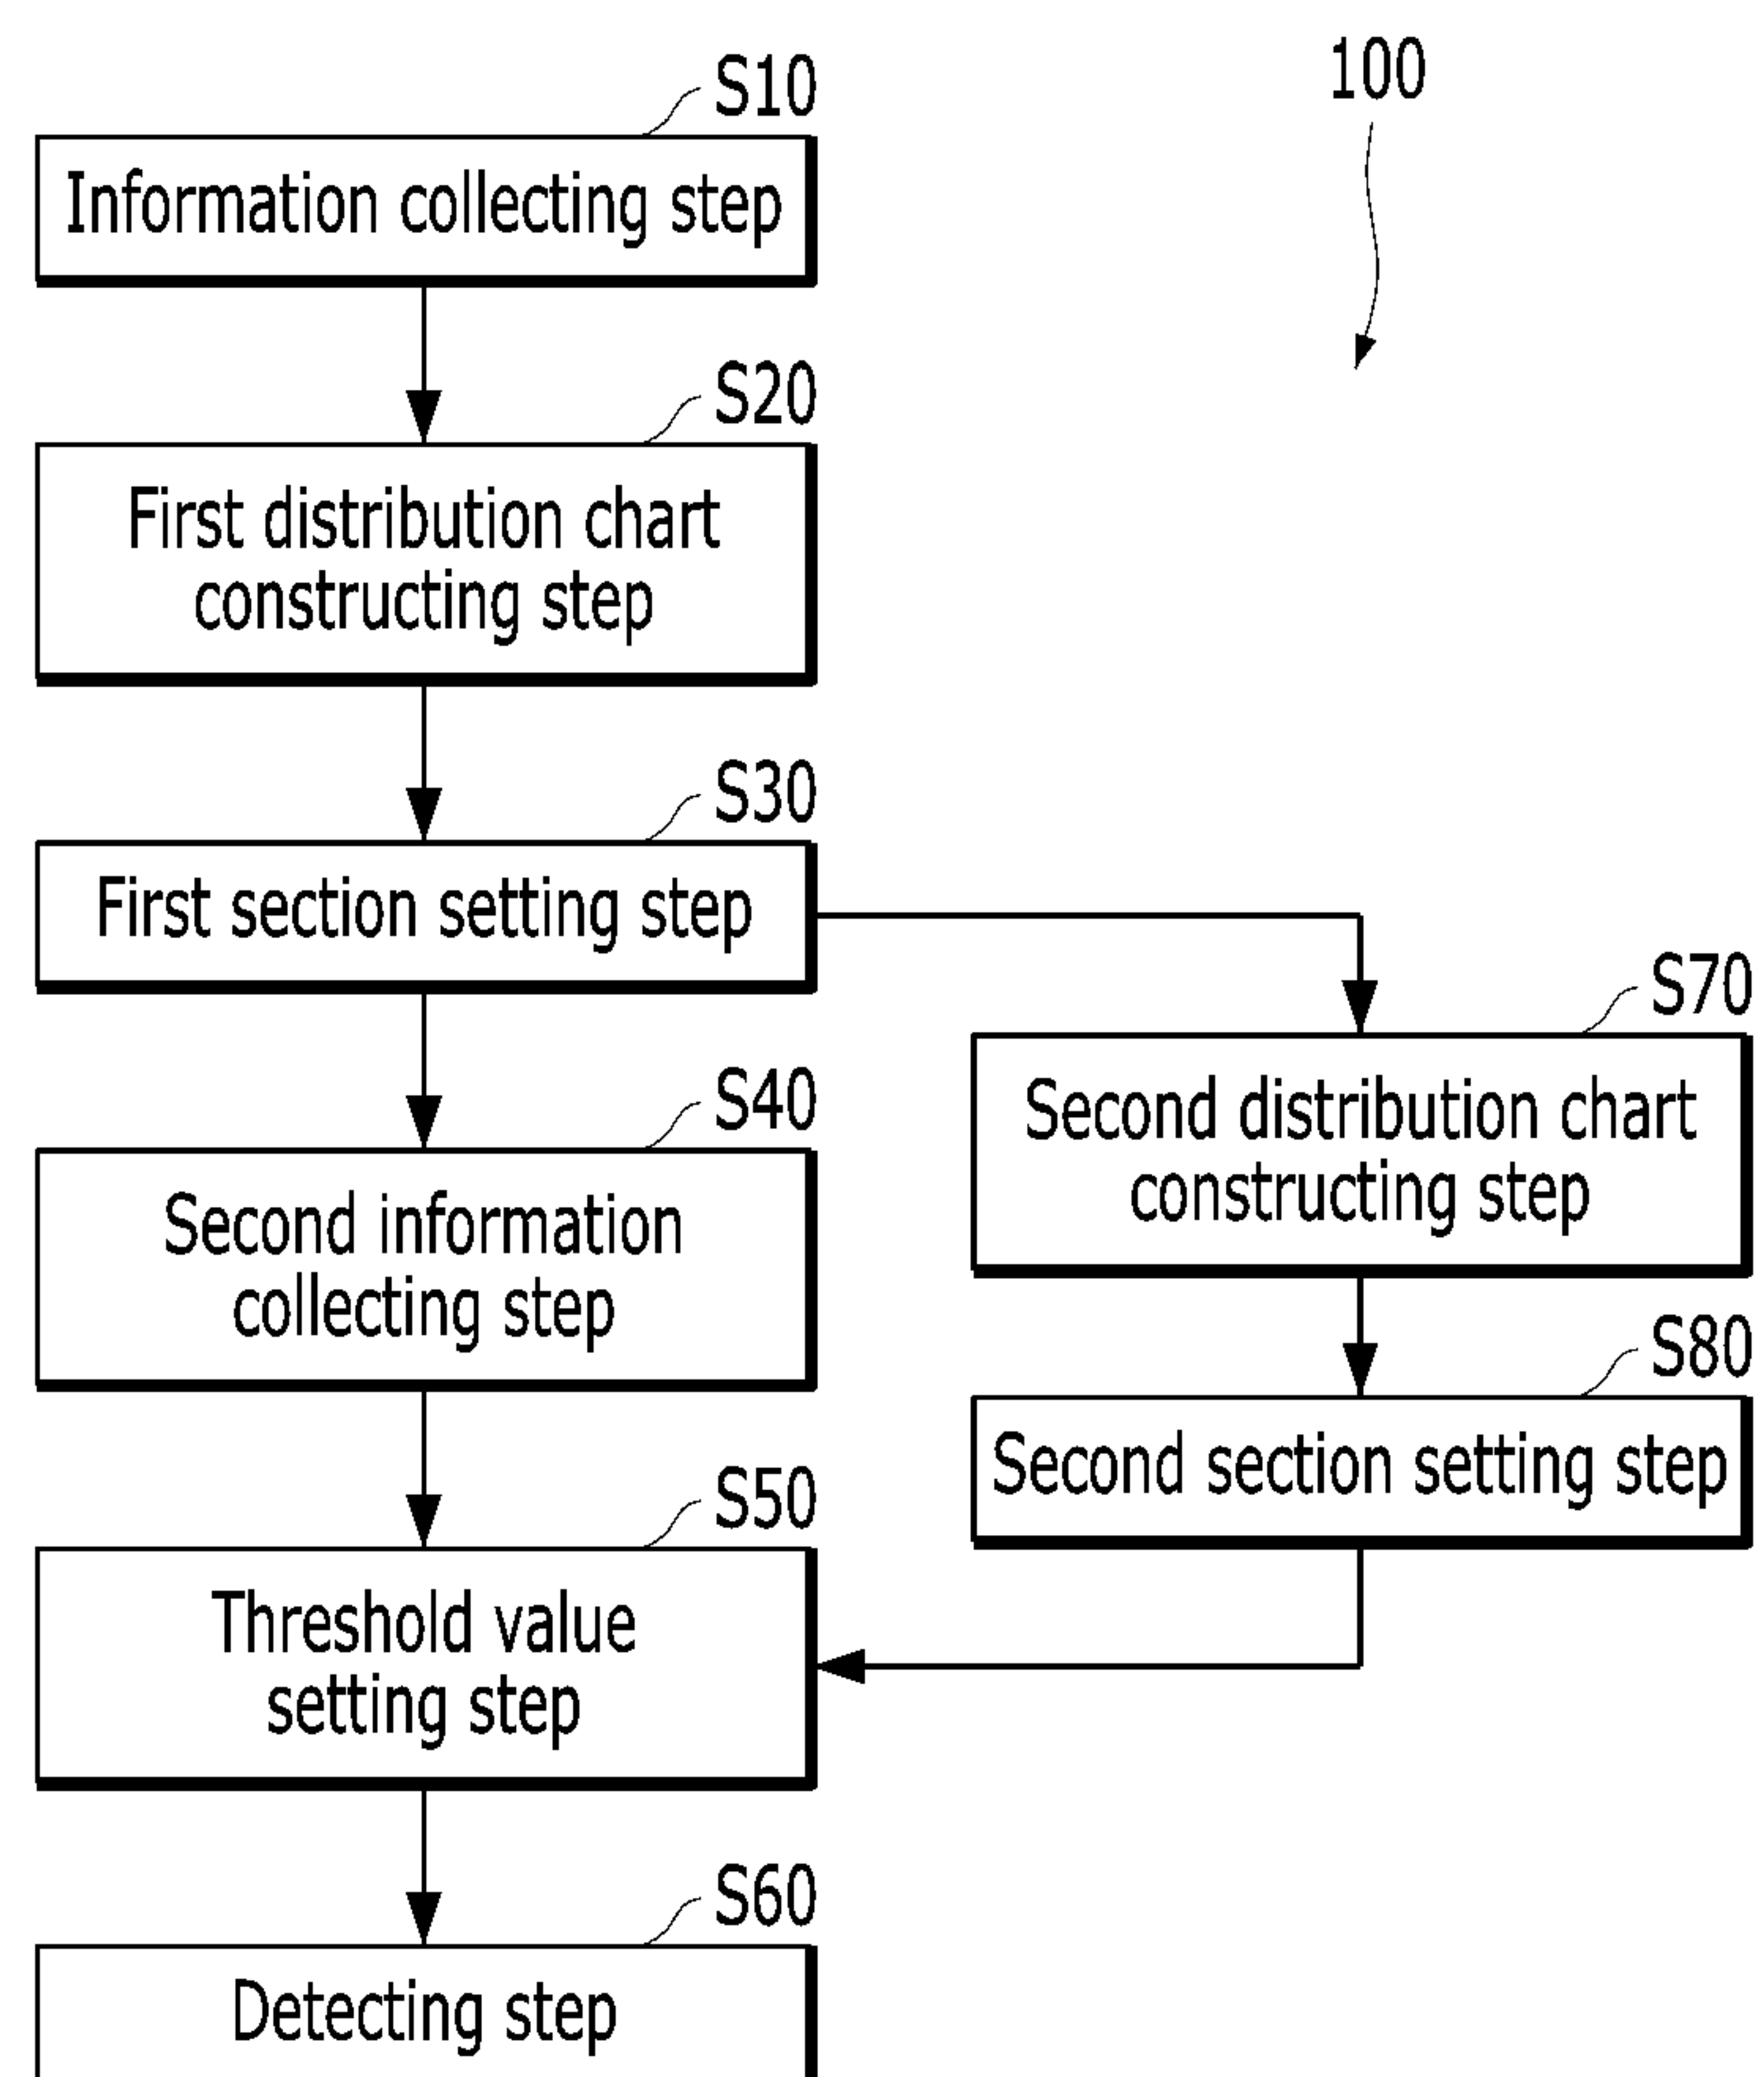 100
S10
Information collecting step
S20
First distribution chart
constructing step
S30
First section setting step
S40
Second information
collecting step
S50
Threshold value
setting step
S60
Detecting step
S70
Second distribution chart
constructing step
S80
Second section setting step